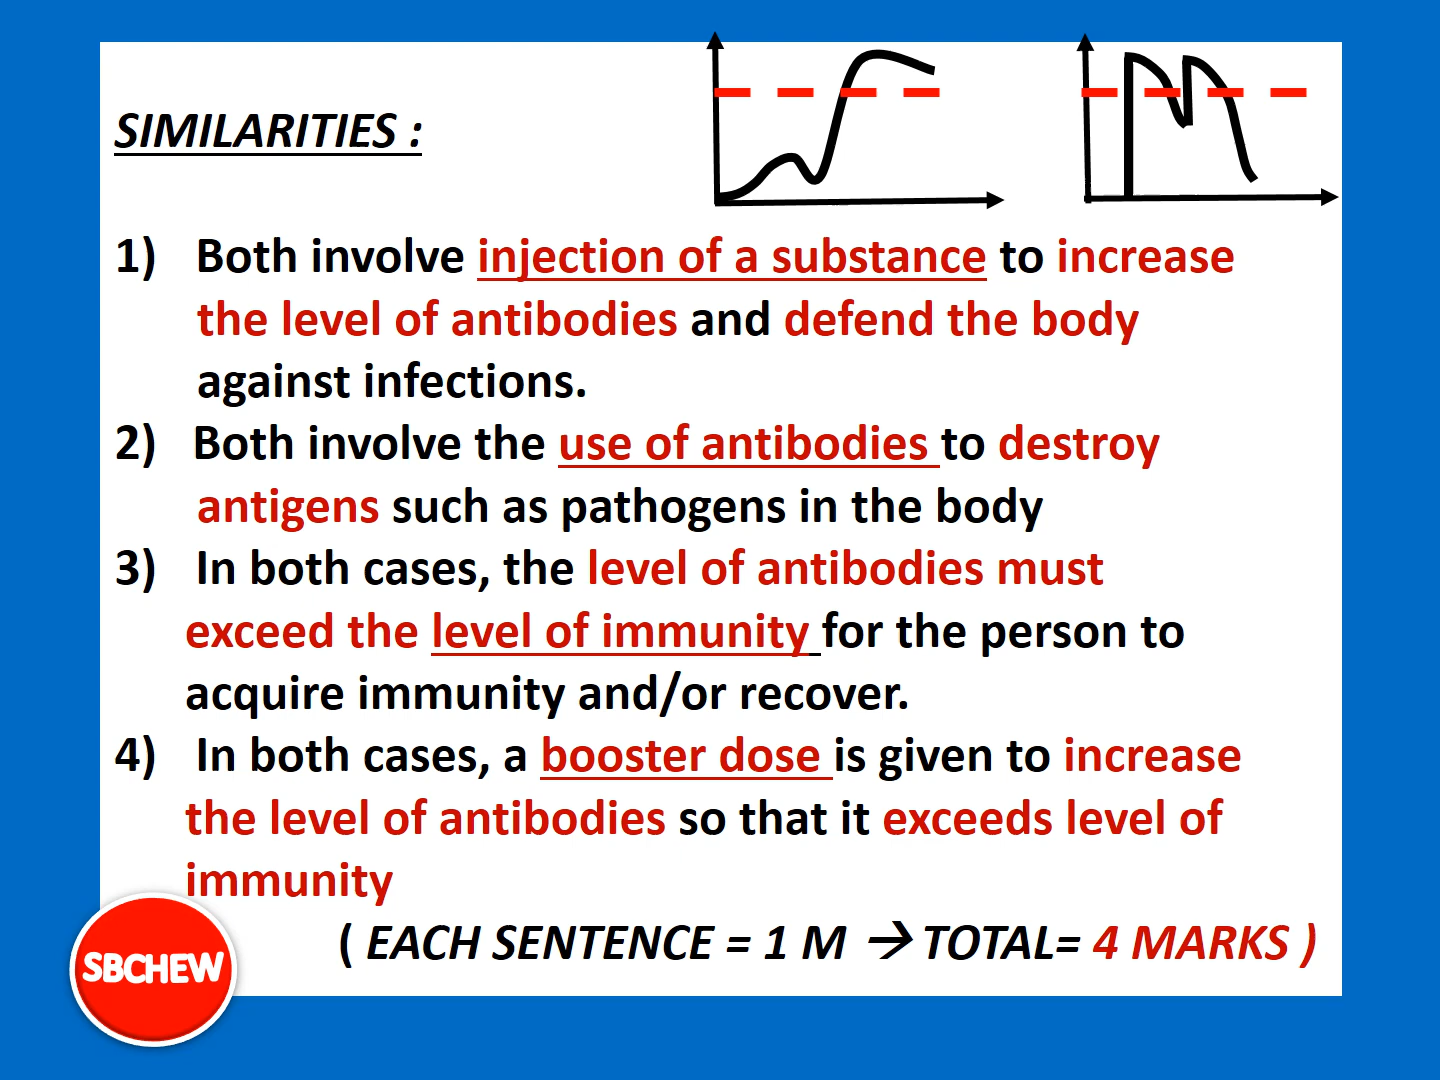 SIMILARITIES :
1) Both involve injection of a substance to increase
the level of antibodies and defend the body
against infections.
2) Both involve the use of antibodies to destroy
antigens such as pathogens in the body
3) In both cases, the level of antibodies must
exceed the level of immunity for the person to
acquire immunity and/or recover.
4) In both cases, a booster dose is given to increase
the level of antibodies so that it exceeds level of
immunity
( EACH SENTENCE = 1 M → TOTAL= 4 MARKS )
SBCHEW